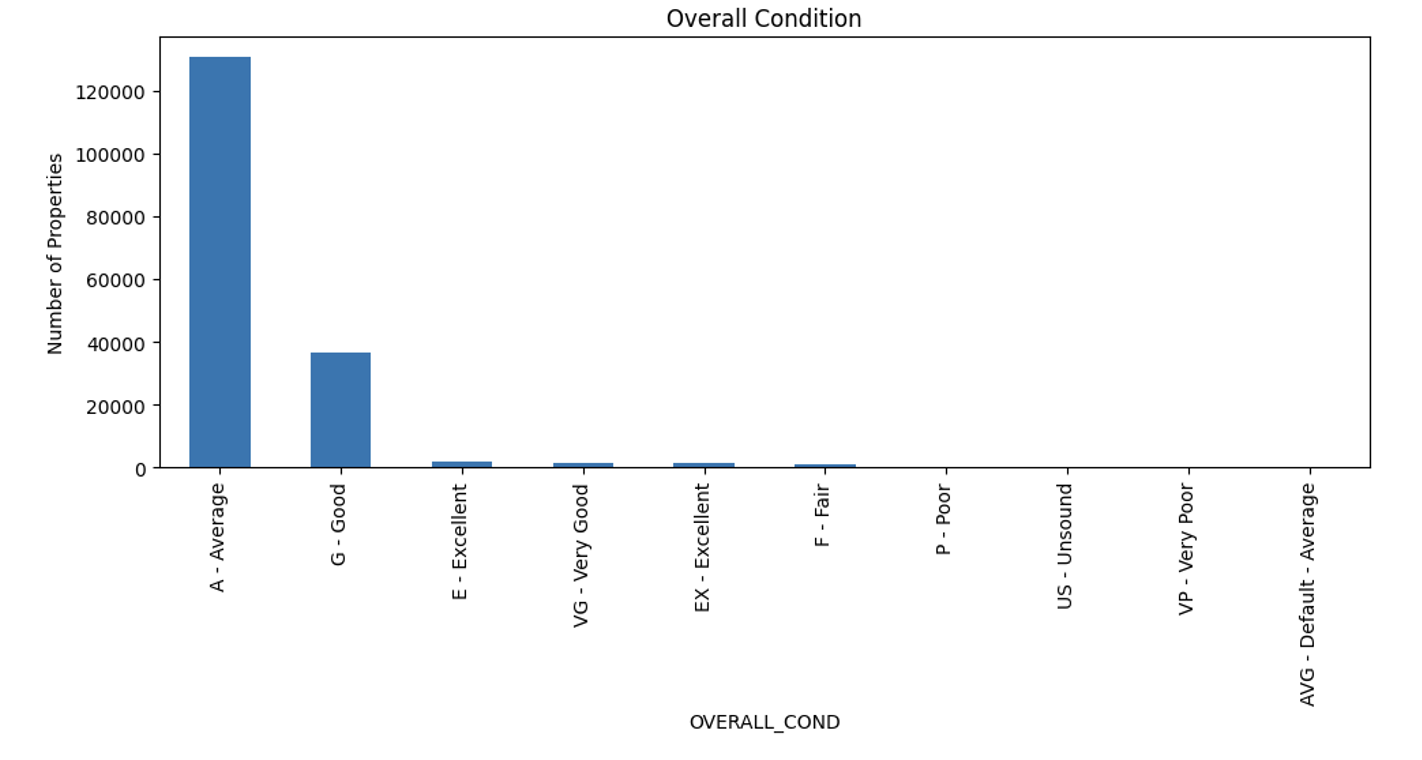 Overall Condition
120000
100000
80000
60000
40000
20000
0
Number of Properties
A - Average
G - Good
E - Excellent
VG - Very Good
EX - Excellent
F - Fair
P - Poor
US - Unsound
VP - Very Poor
AVG - Default - Average
OVERALL_COND